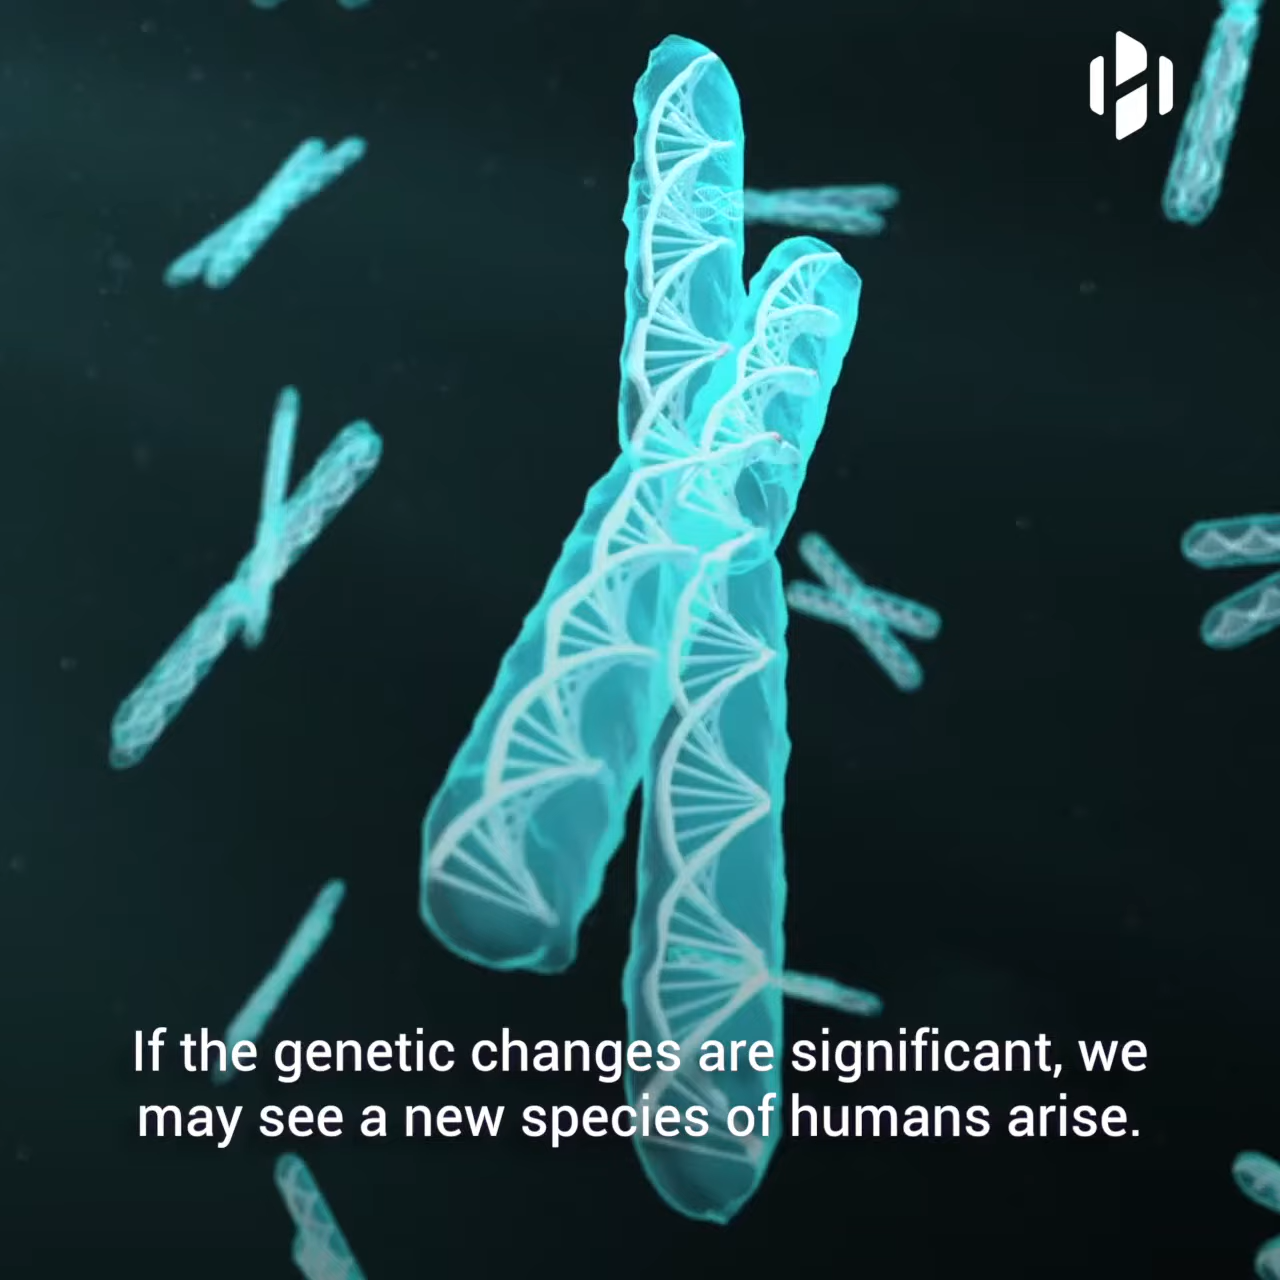 If the genetic changes are significant, we
may see a new species of humans arise.